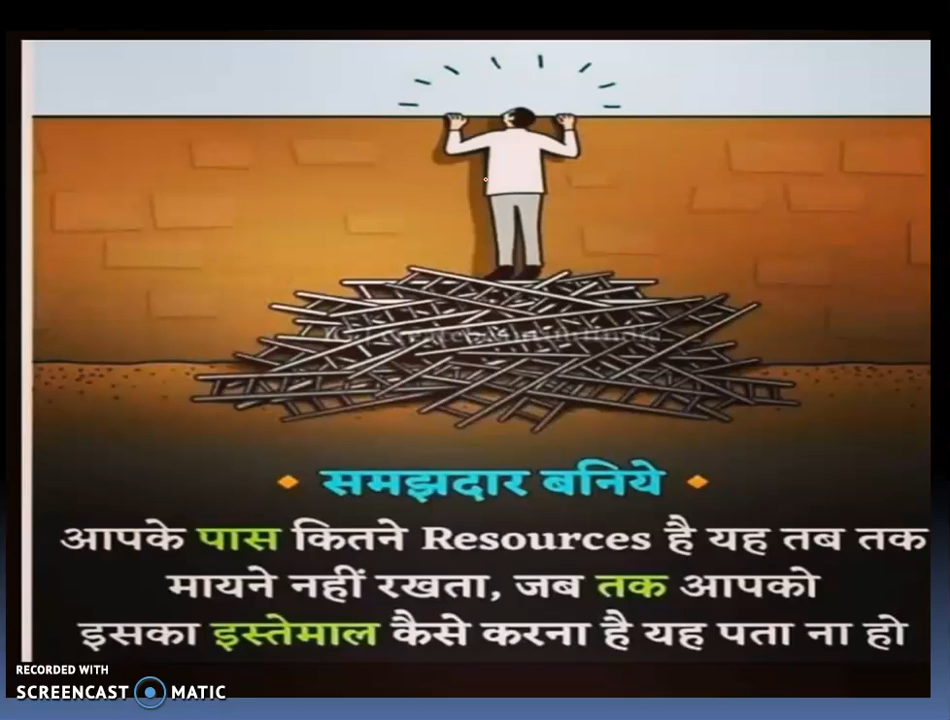 समझदार बनिये
आपके पास कितने Resources है यह तब तक
मायने नहीं रखता, जब तक आपको
इसका इस्तेमाल कैसे करना है यह पता ना हो
RECORDED WITH
SCREENCAST MATIC